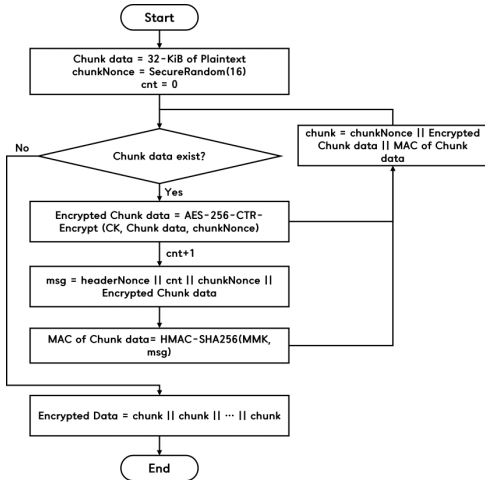 Start
Chunk data = 32-KiB of Plaintext
chunkNonce = SecureRandom(16)
cnt = 0
chunk = chunkNonce || Encrypted
Chunk data || MAC of Chunk
data
No
Chunk data exist?
Yes
Encrypted Chunk data = AES-256-CTR-
Encrypt (CK, Chunk data, chunkNonce)
cnt+1
msg = headerNonce || cnt || chunkNonce ||
Encrypted Chunk data
MAC of Chunk data= HMAC-SHA256(MMK,
msg)
Encrypted Data = chunk || chunk || ··· || chunk
End